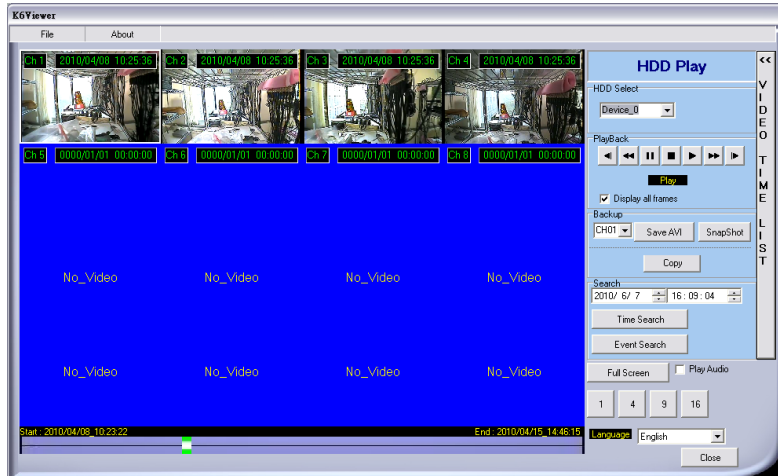 K6Viewer
File About
Ch 1 2010/04/08 10:25:36 Ch 2 2010/04/08 10:25:36 Ch 3 2010/04/08 10:25:36 Ch 4 2010/04/08 10:25:36
Ch 5 0000/01/01 00:00:00 Ch 6 0000/01/01 00:00:00 Ch 7 0000/01/01 00:00:00 Ch 8 0000/01/01 00:00:00
No_Video No_Video No_Video No_Video
No_Video No_Video No_Video No_Video
Start : 2010/04/08_10:23:22 End : 2010/04/15_14:46:15
HDD Play
HDD Select
Device_0
PlayBack
Play
Display all frames
Backup
CH01 Save AVI SnapShot
Copy
Search
2010/ 6/ 7 16 : 09 : 04
Time Search
Event Search
Full Screen Play Audio
1 4 9 16
Language English
Close
<< VIDEO TIME LIST